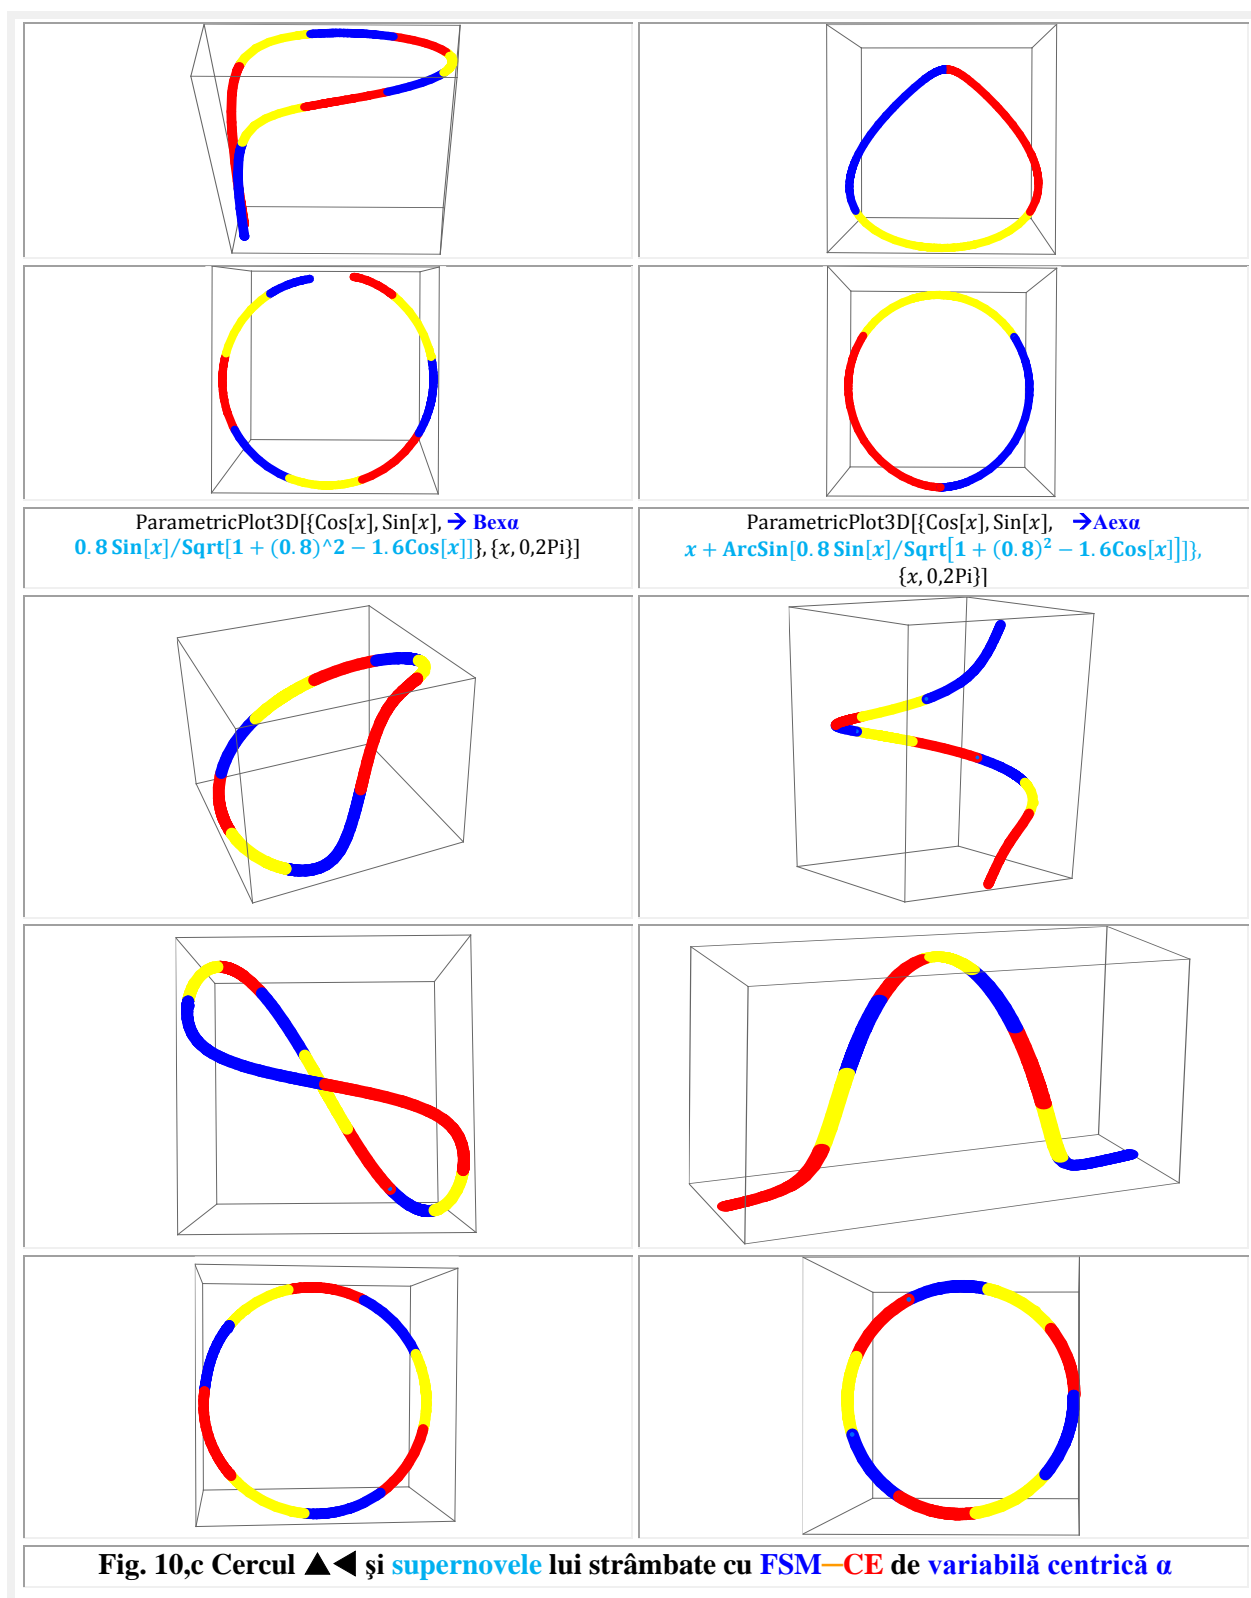 ParametricPlot3D[{Cos[x], Sin[x], → Bexα
0.8 Sin[x]/Sqrt[1 + (0.8)^2 − 1.6Cos[x]]}, {x, 0,2Pi}]
ParametricPlot3D[{Cos[x], Sin[x], →Aexα
x + ArcSin[0.8 Sin[x]/Sqrt[1 + (0.8)² − 1.6Cos[x]]]},
{x, 0,2Pi}]
Fig. 10,c Cercul ▲◄ şi supernovele lui strâmbate cu FSM—CE de variabilă centrică α